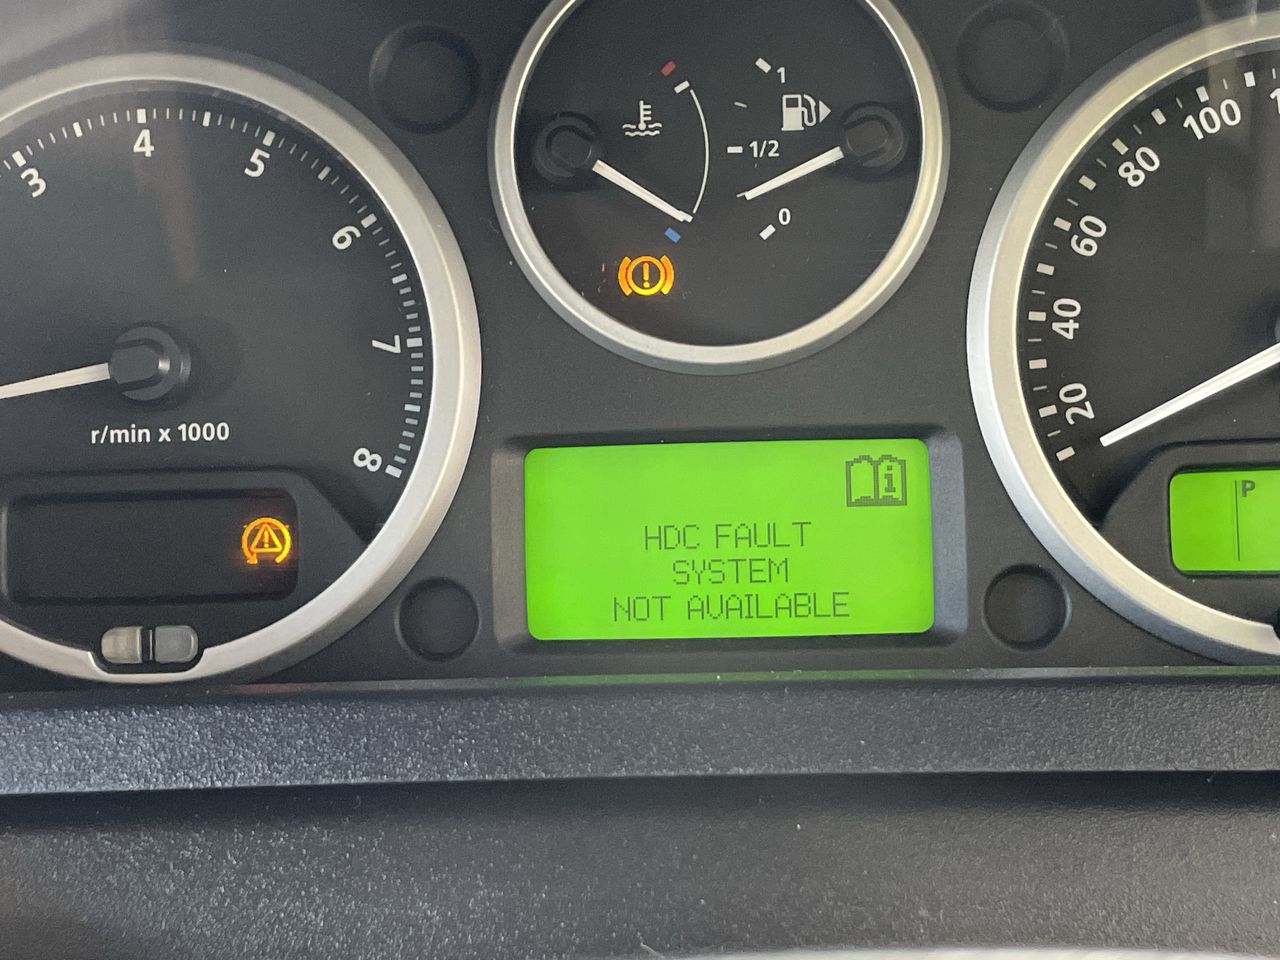 3
4
5
6
7
8
r/min x 1000
1
1/2
0
HDC FAULT
SYSTEM
NOT AVAILABLE
20
40
60
80
100
P